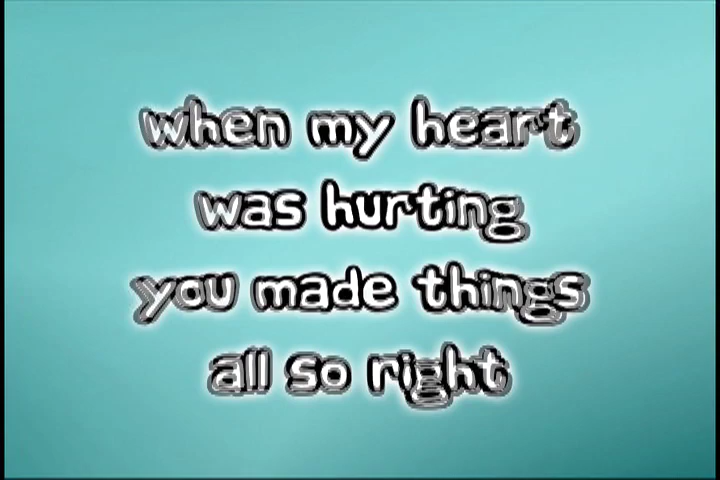 when my heart
was hurting
you made things
all so right